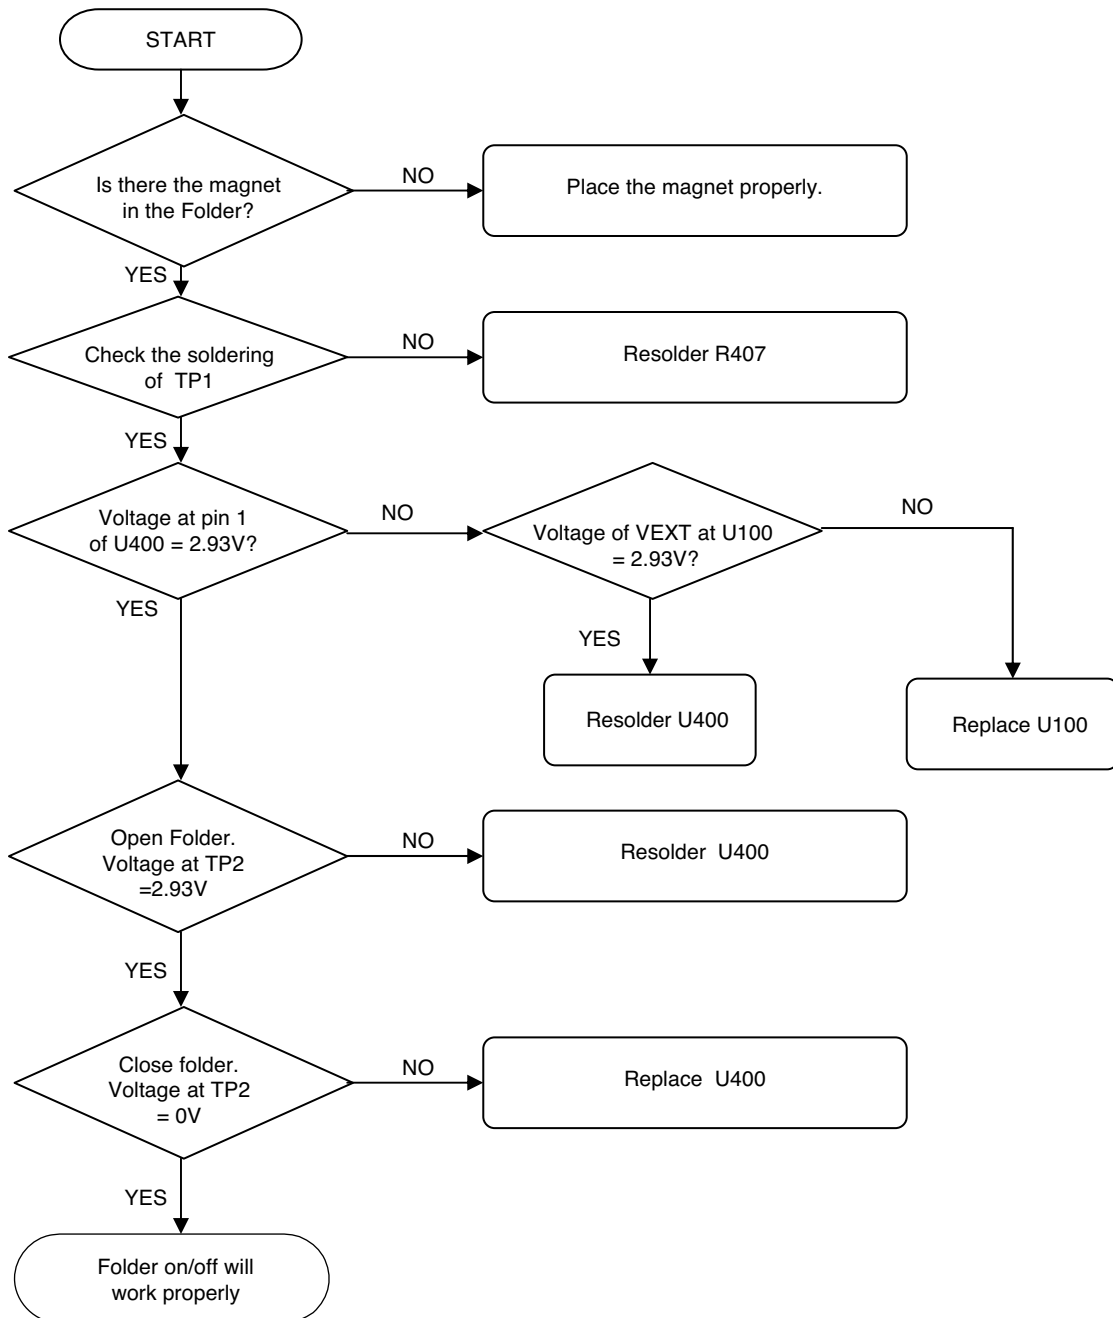 START
Is there the magnet
in the Folder?
NO
Place the magnet properly.
YES
Check the soldering
of TP1
NO
Resolder R407
YES
Voltage at pin 1
of U400 = 2.93V?
NO
Voltage of VEXT at U100
= 2.93V?
NO
YES
YES
Resolder U400
Replace U100
Open Folder.
Voltage at TP2
=2.93V
NO
Resolder U400
YES
Close folder.
Voltage at TP2
= 0V
NO
Replace U400
YES
Folder on/off will
work properly